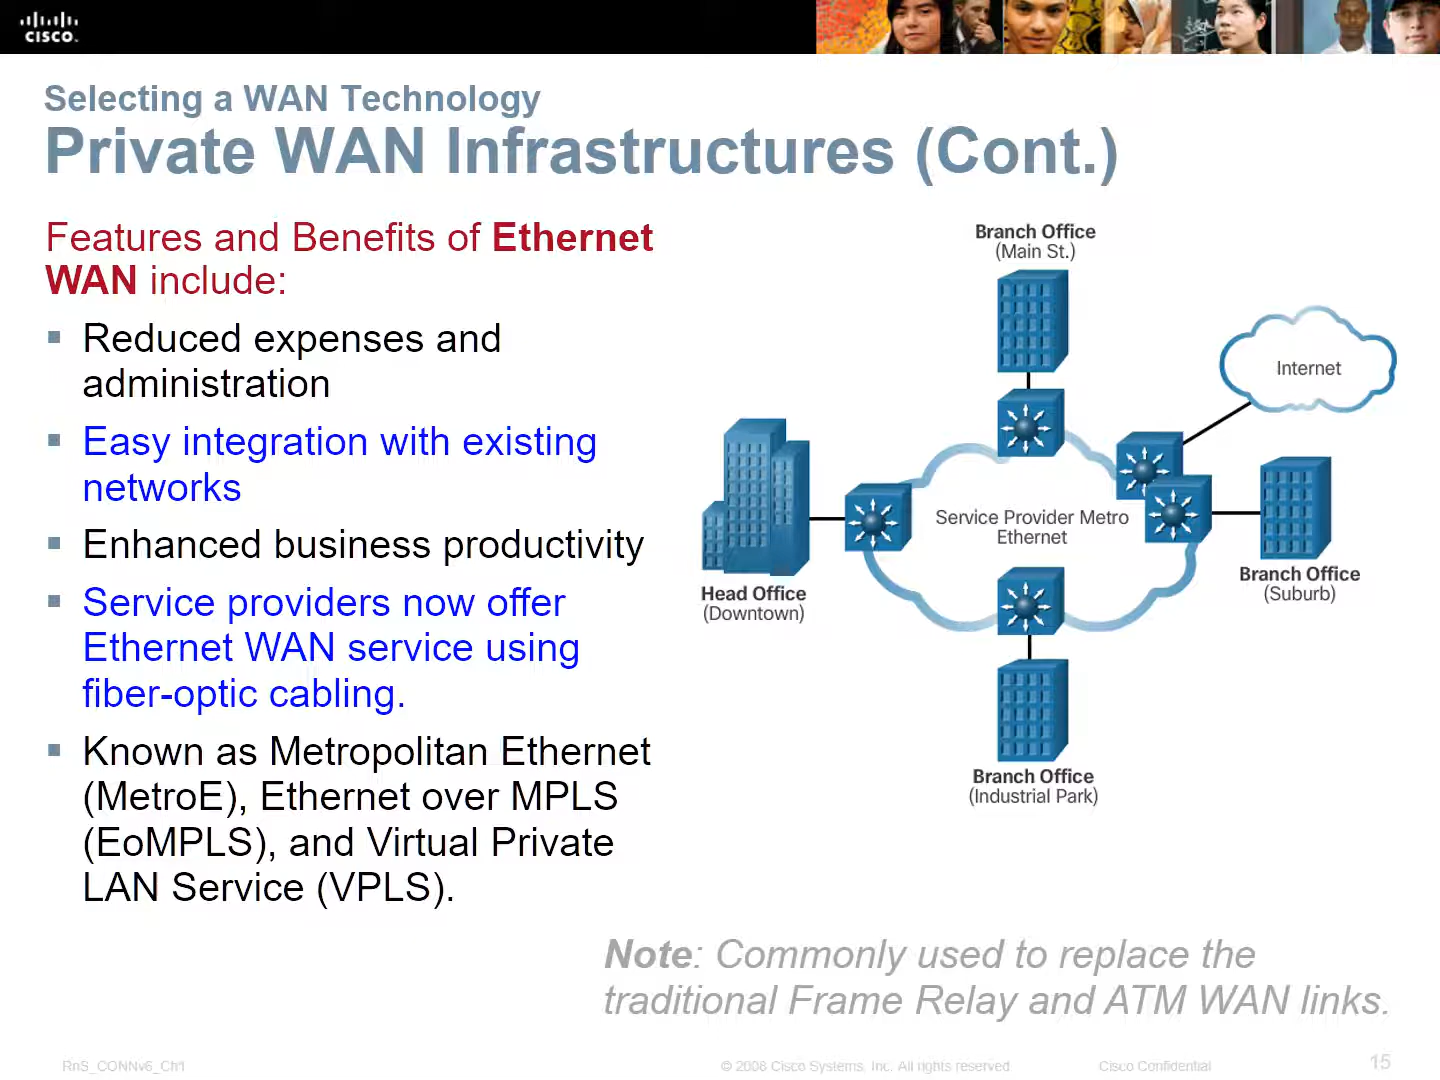 CISCO.
Selecting a WAN Technology
Private WAN Infrastructures (Cont.)
Features and Benefits of Ethernet
WAN include:
Reduced expenses and
administration
Easy integration with existing
networks
Enhanced business productivity
Service providers now offer
Ethernet WAN service using
fiber-optic cabling.
Known as Metropolitan Ethernet
(MetroE), Ethernet over MPLS
(EoMPLS), and Virtual Private
LAN Service (VPLS).
Branch Office
(Main St.)
Internet
Service Provider Metro
Ethernet
Head Office
(Downtown)
Branch Office
(Suburb)
Branch Office
(Industrial Park)
Note: Commonly used to replace the
traditional Frame Relay and ATM WAN links.
RnS_CONNv6_Ch1
© 2008 Cisco Systems, Inc. All rights reserved
Cisco Confidential
15